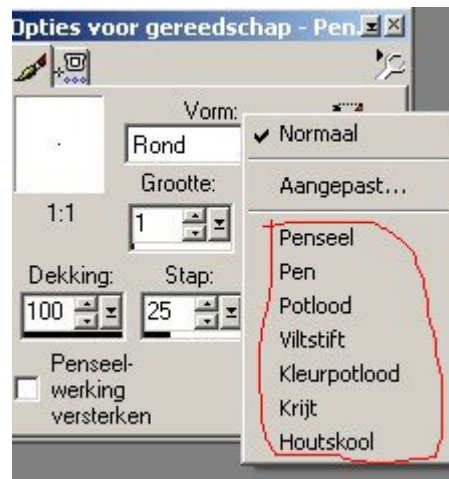 Opties voor gereedschap - Pen.
Vorm:
Rond
Grootte:
1:1
1
Dekking:
Stap:
100
25
Penseel-
werking
versterken
Normaal
Aangepast...
Penseel
Pen
Potlood
Viltstift
Kleurpotlood
Krijt
Houtskool